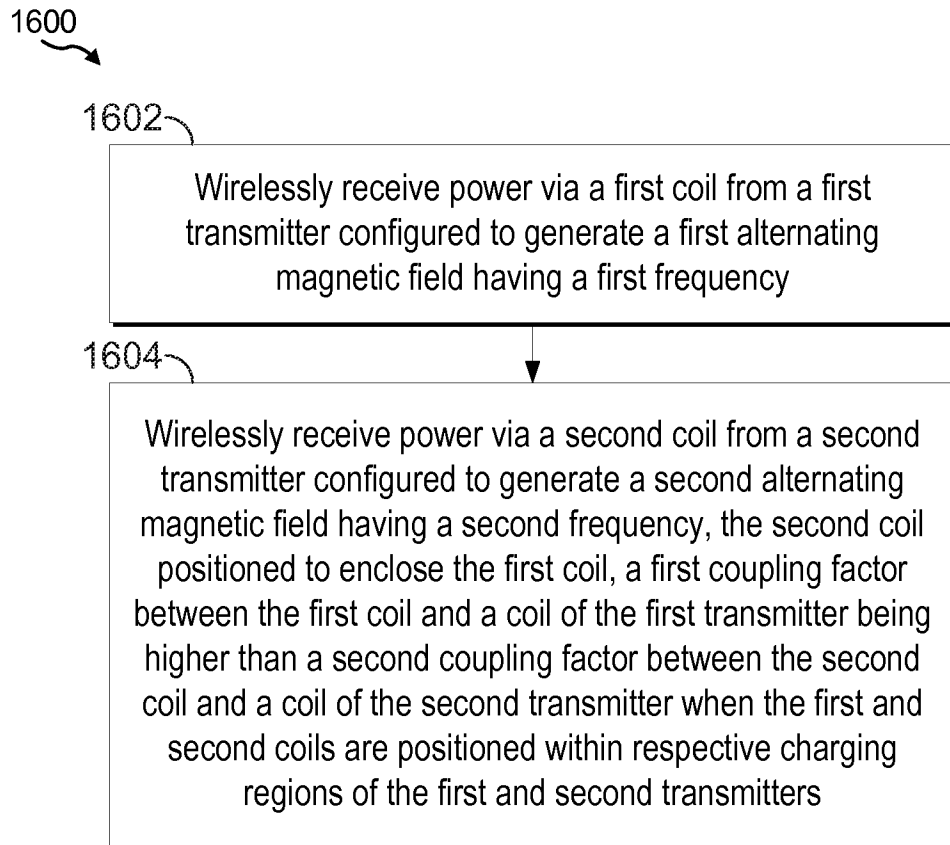 1600
1602
Wirelessly receive power via a first coil from a first
transmitter configured to generate a first alternating
magnetic field having a first frequency
1604
Wirelessly receive power via a second coil from a second
transmitter configured to generate a second alternating
magnetic field having a second frequency, the second coil
positioned to enclose the first coil, a first coupling factor
between the first coil and a coil of the first transmitter being
higher than a second coupling factor between the second
coil and a coil of the second transmitter when the first and
second coils are positioned within respective charging
regions of the first and second transmitters